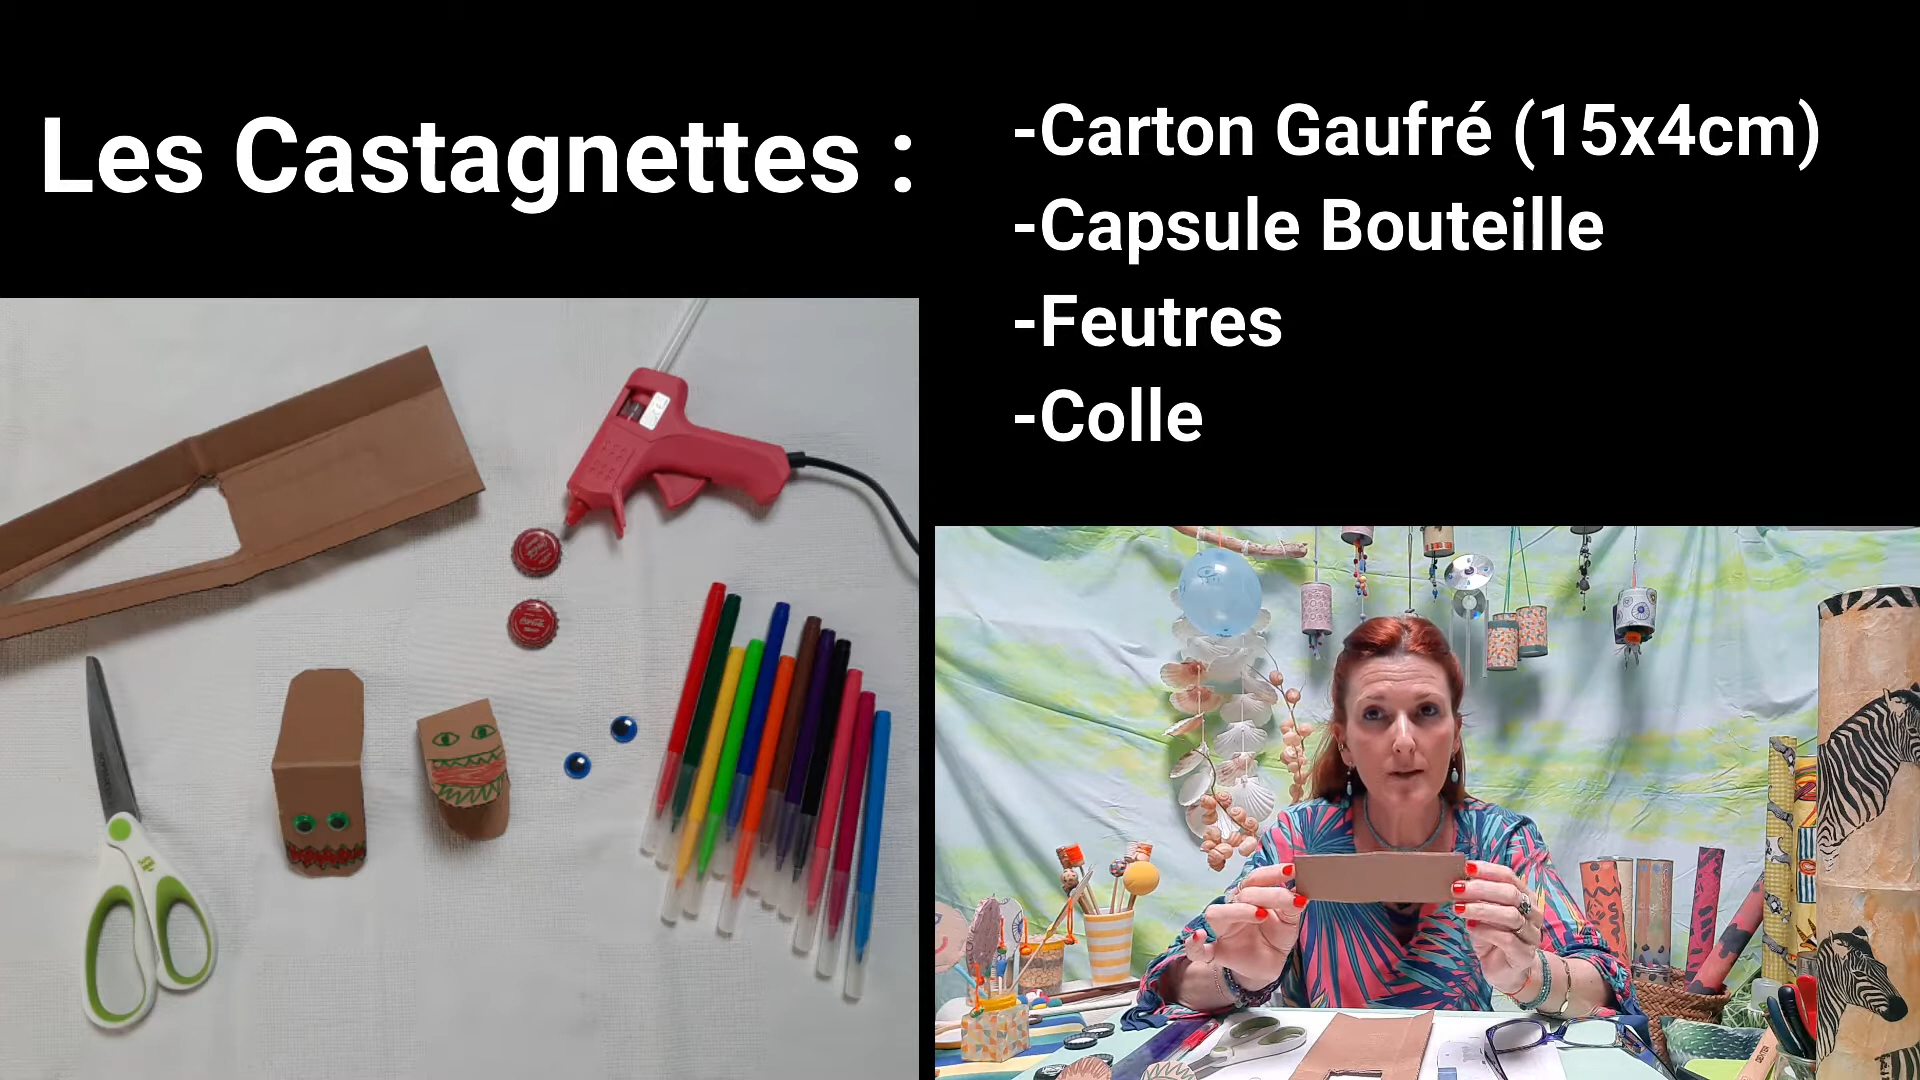 Les Castagnettes :
-Carton Gaufré (15x4cm)
-Capsule Bouteille
-Feutres
-Colle